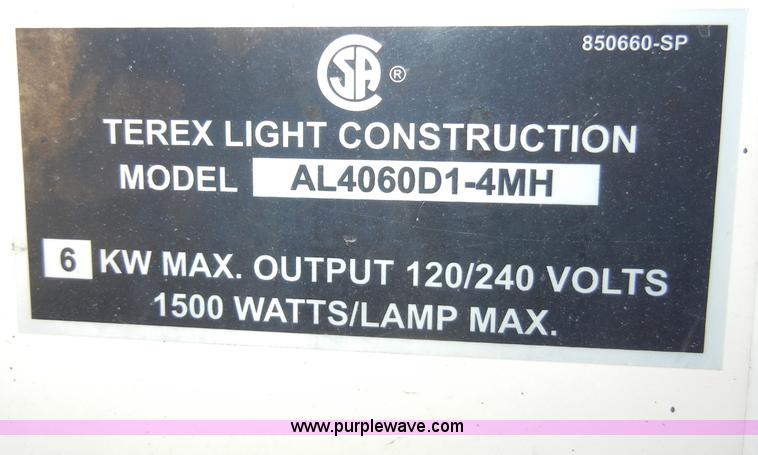 850660-SP
CSA ®
TEREX LIGHT CONSTRUCTION
MODEL AL4060D1-4MH
6 KW MAX. OUTPUT 120/240 VOLTS
1500 WATTS/LAMP MAX.
www.purplewave.com